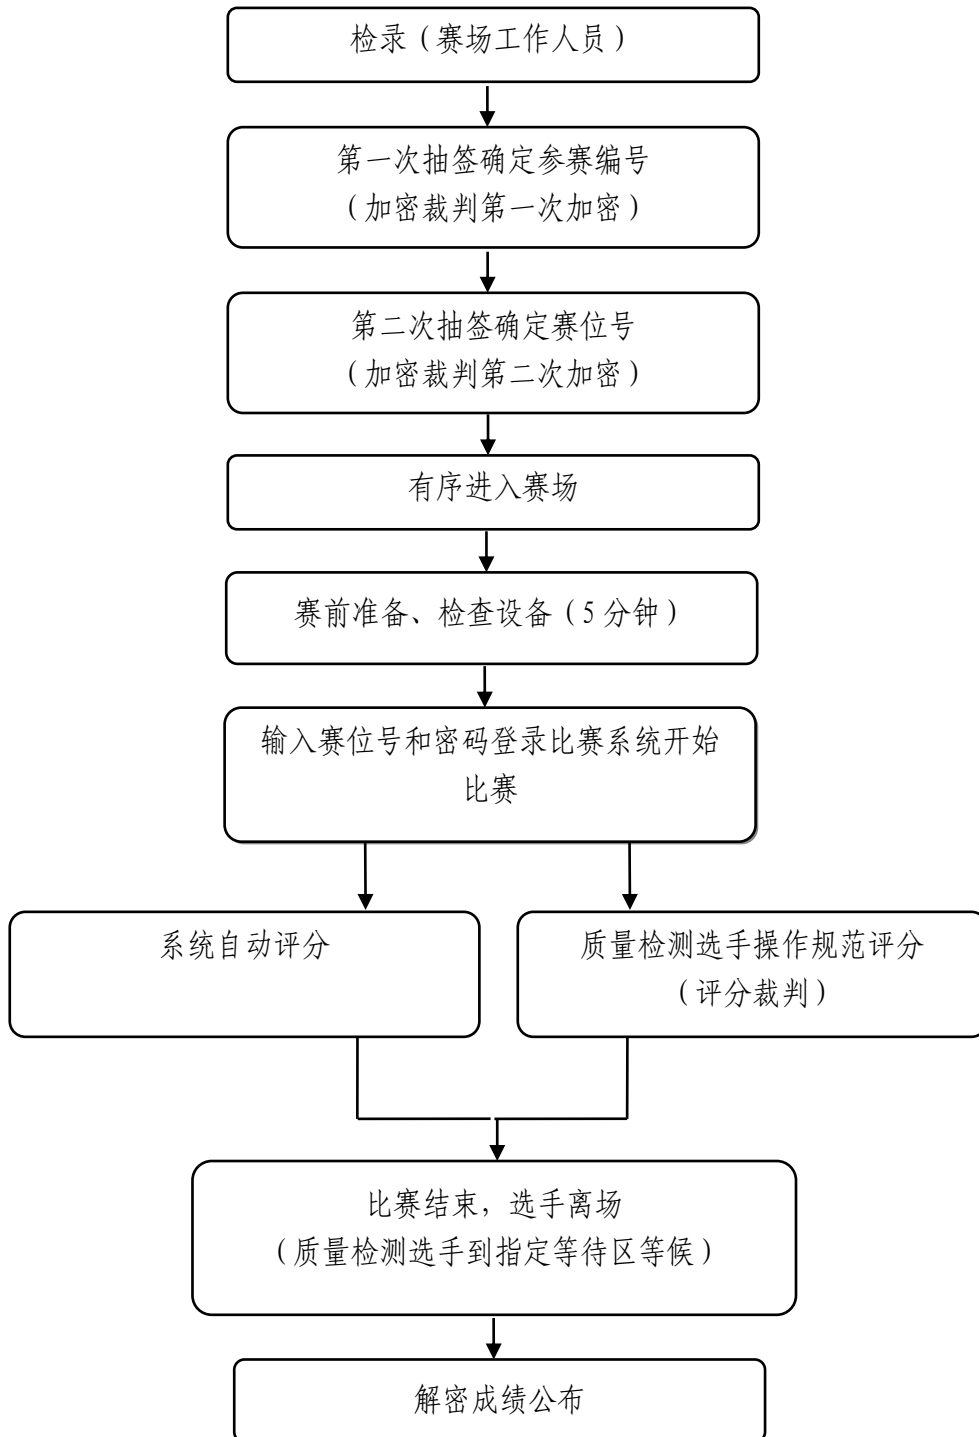 检录（赛场工作人员）
第一次抽签确定参赛编号
（加密裁判第一次加密）
第二次抽签确定赛位号
（加密裁判第二次加密）
有序进入赛场
赛前准备、检查设备（5 分钟）
输入赛位号和密码登录比赛系统开始
比赛
系统自动评分
质量检测选手操作规范评分
（评分裁判）
比赛结束，选手离场
（质量检测选手到指定等待区等候）
解密成绩公布